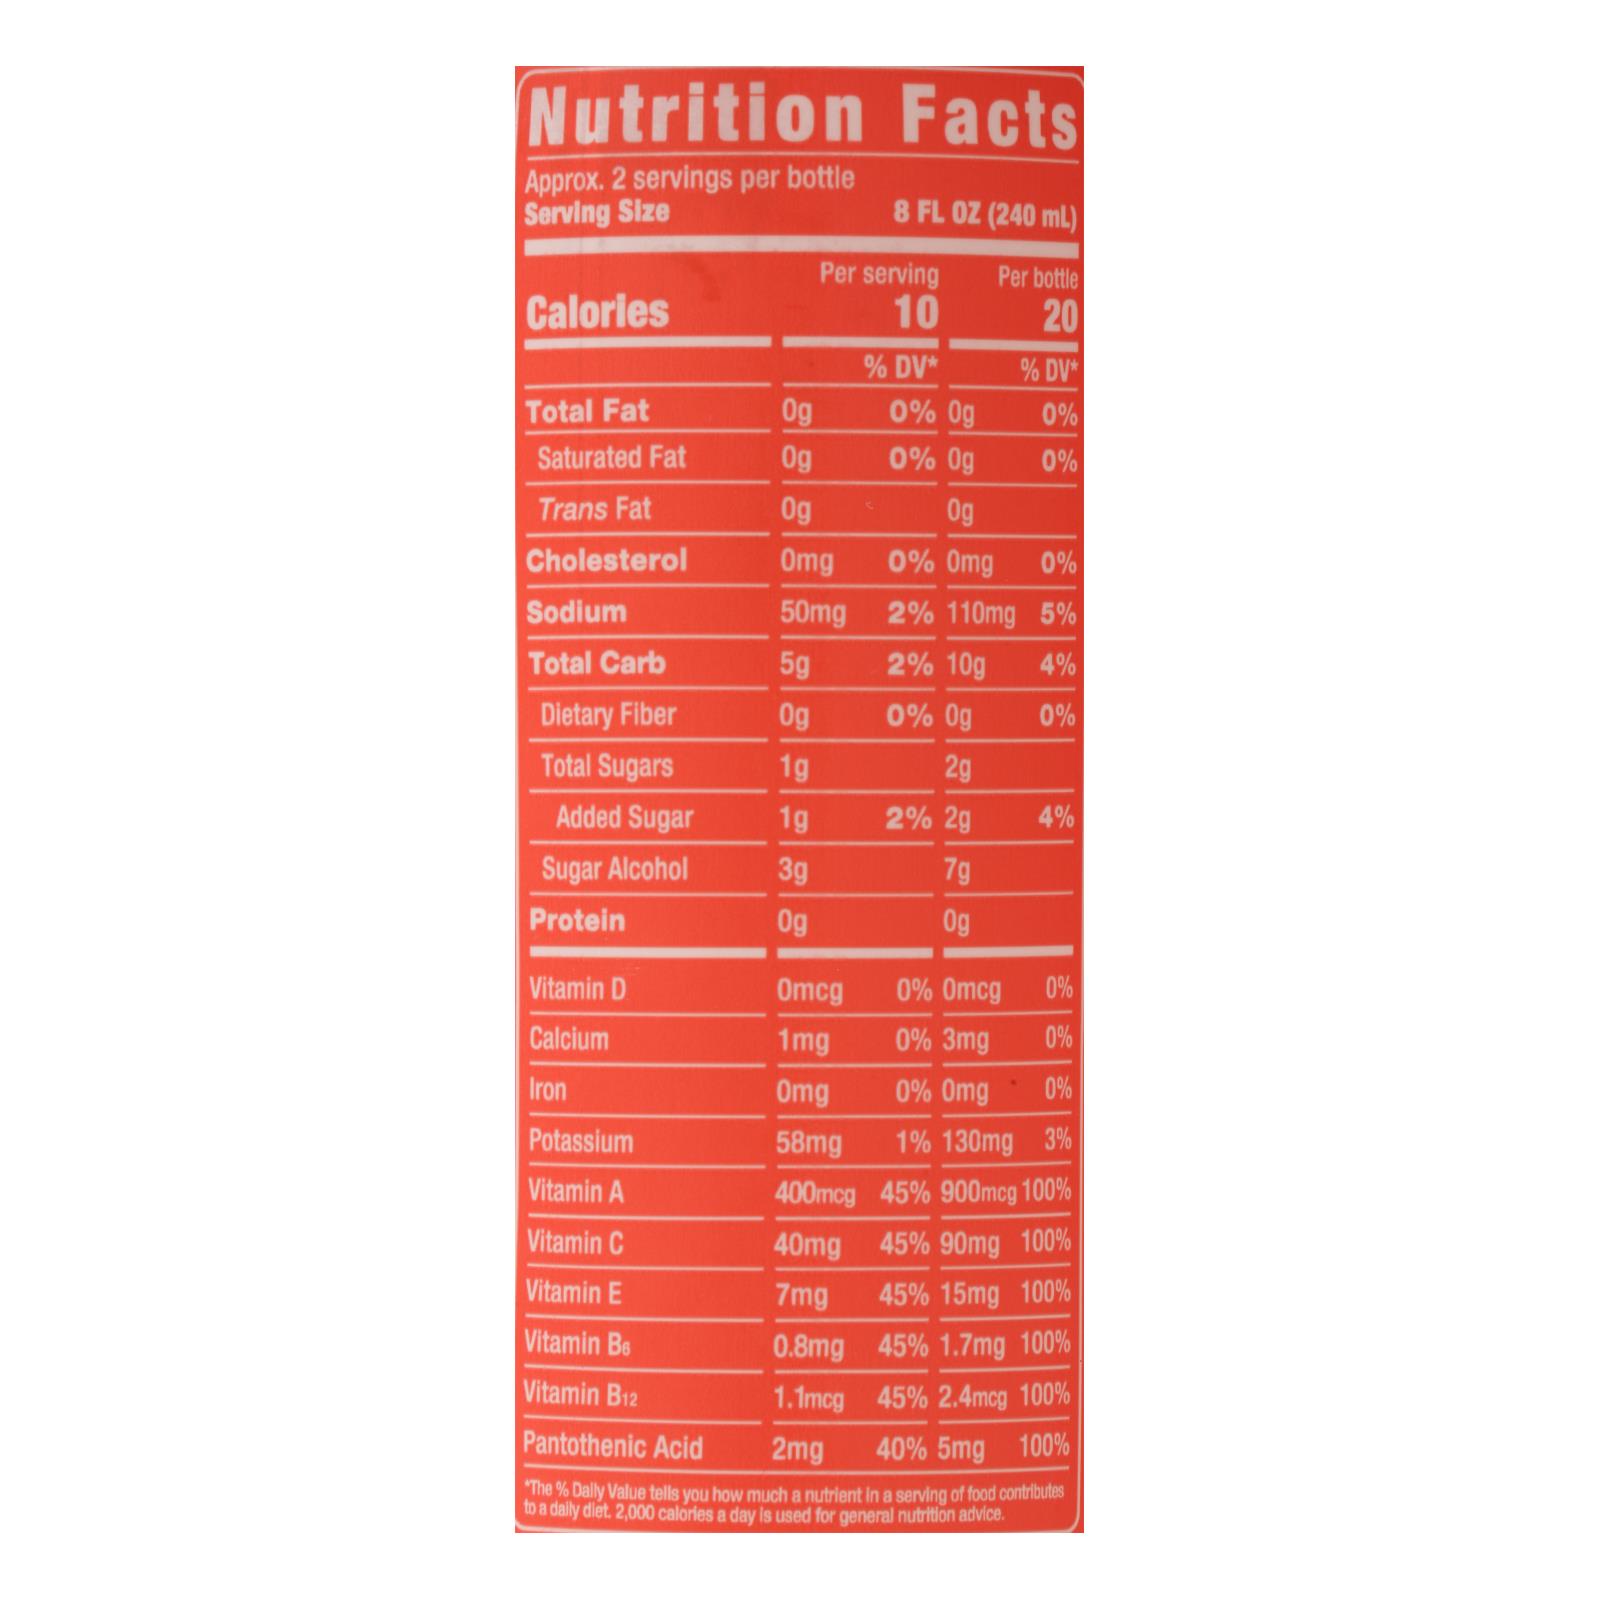 Nutrition Facts
Approx. 2 servings per bottle
Serving Size 8 FL OZ (240 mL)
Per serving Per bottle
Calories 10 20
% DV* % DV*
Total Fat 0g 0% 0g 0%
Saturated Fat 0g 0% 0g 0%
Trans Fat 0g 0g
Cholesterol 0mg 0% 0mg 0%
Sodium 50mg 2% 110mg 5%
Total Carb 5g 2% 10g 4%
Dietary Fiber 0g 0% 0g 0%
Total Sugars 1g 2g
Added Sugar 1g 2% 2g 4%
Sugar Alcohol 3g 7g
Protein 0g 0g
Vitamin D 0mcg 0% 0mcg 0%
Calcium 1mg 0% 3mg 0%
Iron 0mg 0% 0mg 0%
Potassium 58mg 1% 130mg 3%
Vitamin A 400mcg 45% 900mcg 100%
Vitamin C 40mg 45% 90mg 100%
Vitamin E 7mg 45% 15mg 100%
Vitamin B6 0.8mg 45% 1.7mg 100%
Vitamin B12 1.1mcg 45% 2.4mcg 100%
Pantothenic Acid 2mg 40% 5mg 100%
*The % Daily Value tells you how much a nutrient in a serving of food contributes
to a daily diet. 2,000 calories a day is used for general nutrition advice.